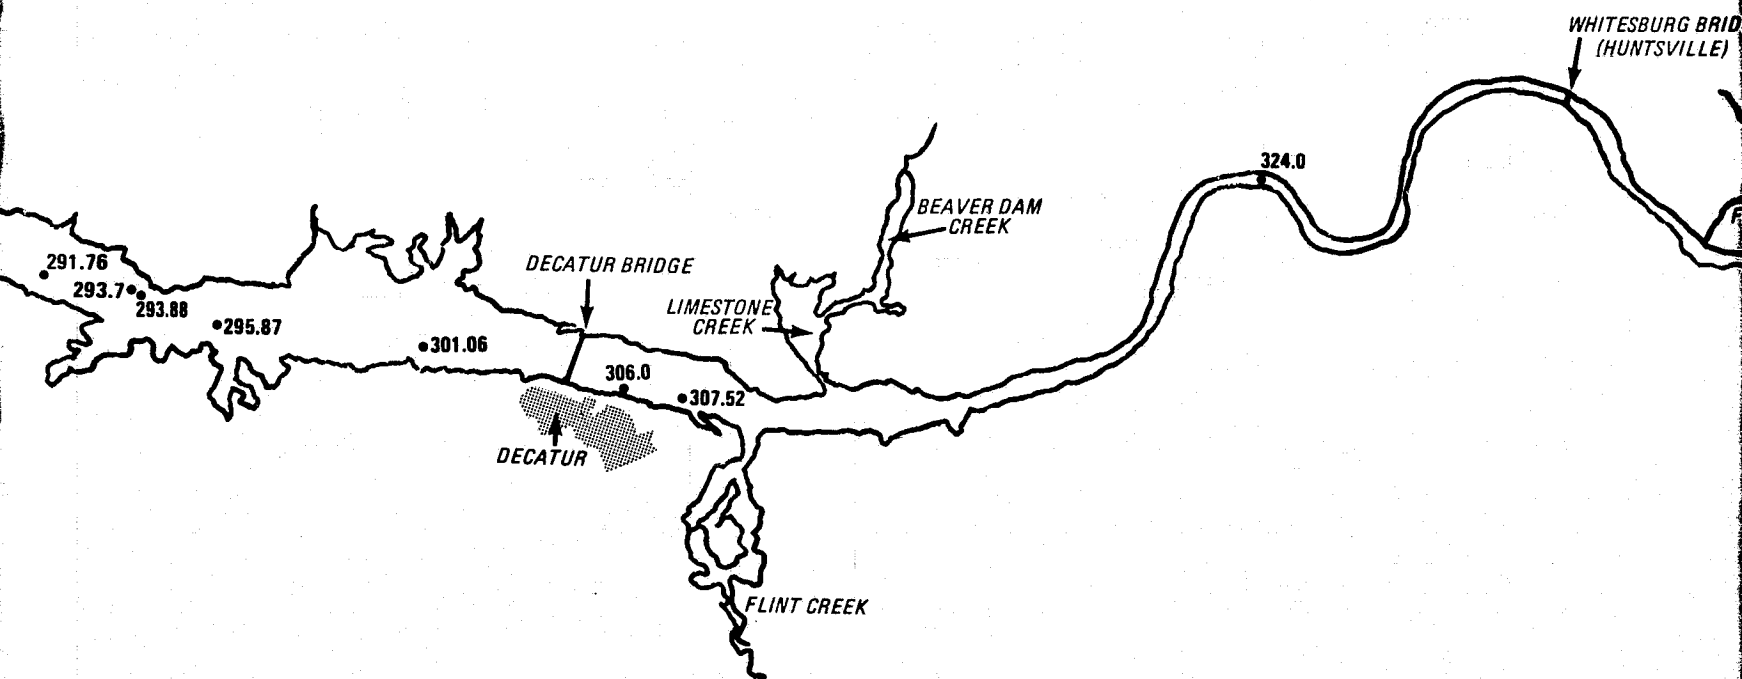 WHITESBURG BRID
(HUNTSVILLE)
324.0
BEAVER DAM
CREEK
291.76
293.7
293.88
295.87
DECATUR BRIDGE
LIMESTONE
CREEK
301.06
306.0
307.52
DECATUR
FLINT CREEK
F